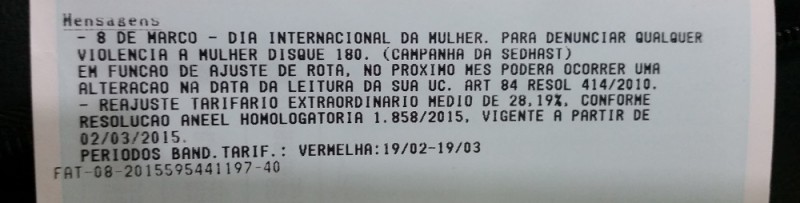 Mensagens
- 8 DE MARCO - DIA INTERNACIONAL DA MULHER. PARA DENUNCIAR QUALQUER
VIOLENCIA A MULHER DISQUE 180. (CAMPANHA DA SEDHAST)
EM FUNCAO DE AJUSTE DE ROTA, NO PROXIMO MES PODERA OCORRER UMA
ALTERACAO NA DATA DA LEITURA DA SUA UC. ART 84 RESOL 414/2010.
- REAJUSTE TARIFARIO EXTRAORDINARIO MEDIO DE 28,19%, CONFORME
RESOLUCAO ANEEL HOMOLOGATORIA 1.858/2015, VIGENTE A PARTIR DE
02/03/2015.
PERIODOS BAND.TARIF.: VERMELHA:19/02-19/03
FAT-08-2015595441197-40